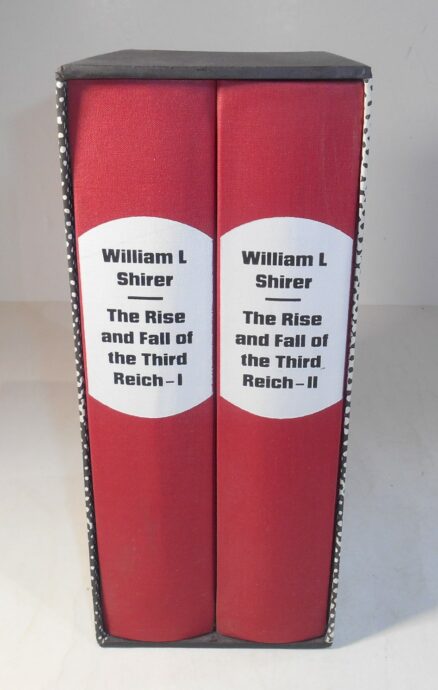 William L
Shirer
The Rise
and Fall of
the Third
Reich – I
William L
Shirer
The Rise
and Fall of
the Third
Reich – II